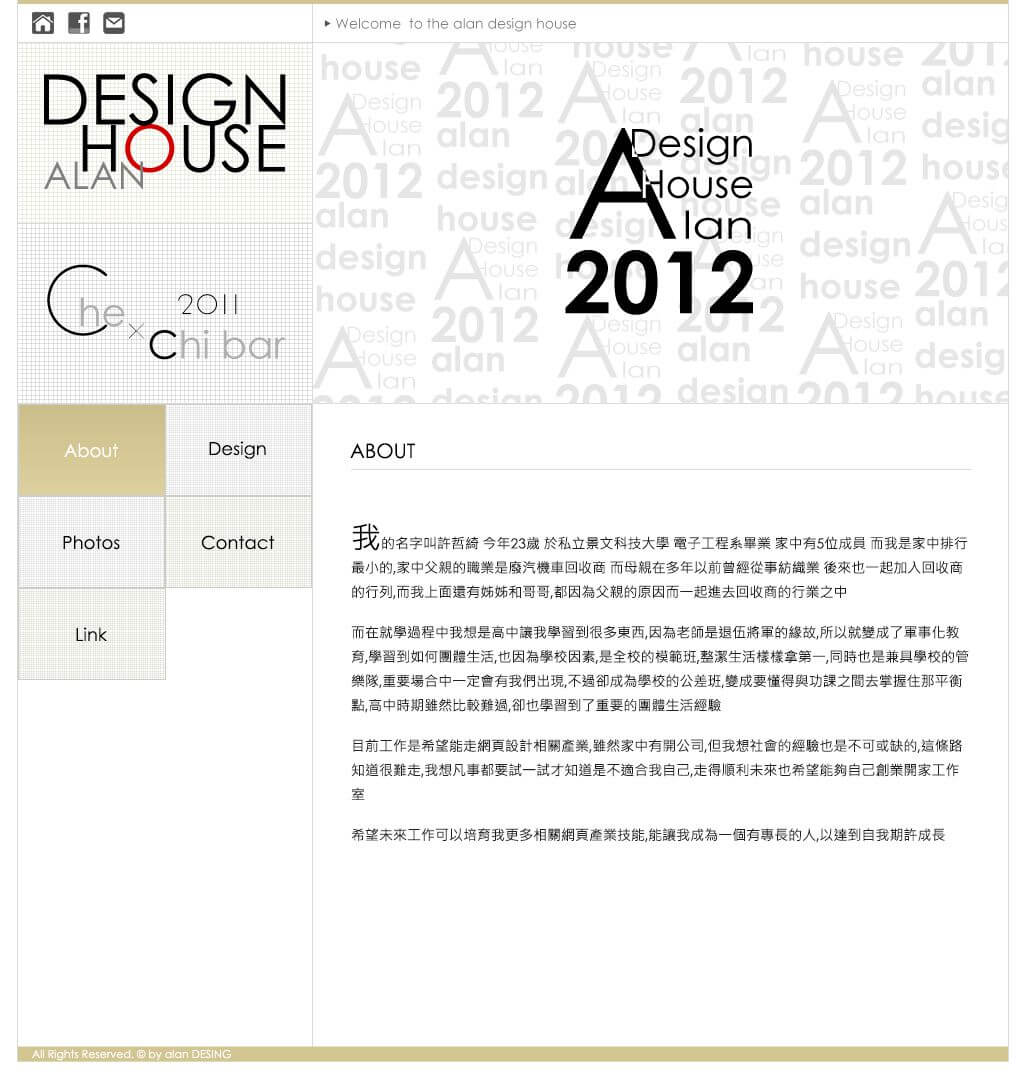 Welcome to the alan design house
DESIGN
HOUSE
ALAN
Che
x
2011
Chi bar
Design
House
Alan
2012
About
Design
Photos
Contact
Link
ABOUT
我的名字叫許哲綺 今年23歲 於私立景文科技大學 電子工程系畢業 家中有5位成員 而我是家中排行
最小的,家中父親的職業是廢汽機車回收商 而母親在多年以前曾經從事紡織業 後來也一起加入回收商
的行列,而我上面還有姊姊和哥哥,都因為父親的原因而一起進去回收商的行業之中
而在就學過程中我想是高中讓我學習到很多東西,因為老師是退伍將軍的緣故,所以就變成了軍事化教
育,學習到如何團體生活,也因為學校因素,是全校的模範班,整潔生活樣樣拿第一,同時也是兼具學校的管
樂隊,重要場合中一定會有我們出現,不過卻成為學校的公差班,變成要懂得與功課之間去掌握住那平衡
點,高中時期雖然比較難過,卻也學習到了重要的團體生活經驗
目前工作是希望能走網頁設計相關產業,雖然家中有開公司,但我想社會的經驗也是不可或缺的,這條路
知道很難走,我想凡事都要試一試才知道是不適合我自己,走得順利未來也希望能夠自己創業開家工作
室
希望未來工作可以培育我更多相關網頁產業技能,能讓我成為一個有專長的人,以達到自我期許成長
All Rights Reserved. © by alan DESING